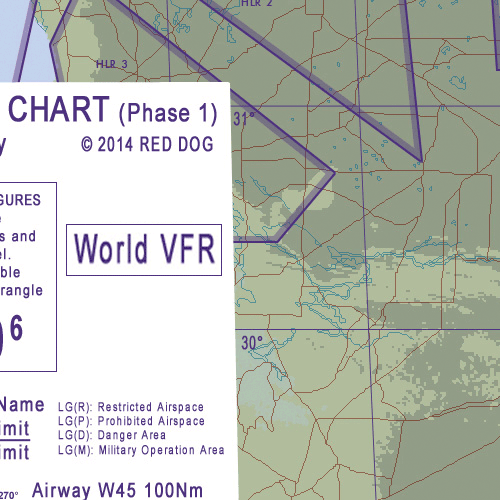 HLR 2
HLR 3
CHART (Phase 1)
y
© 2014 RED DOG
31°
GURES
e
s and
el.
ble
rangle
6
World VFR
30°
Name
imit
imit
LG(R): Restricted Airspace
LG(P): Prohibited Airspace
LG(D): Danger Area
LG(M): Military Operation Area
270°
Airway W45 100Nm